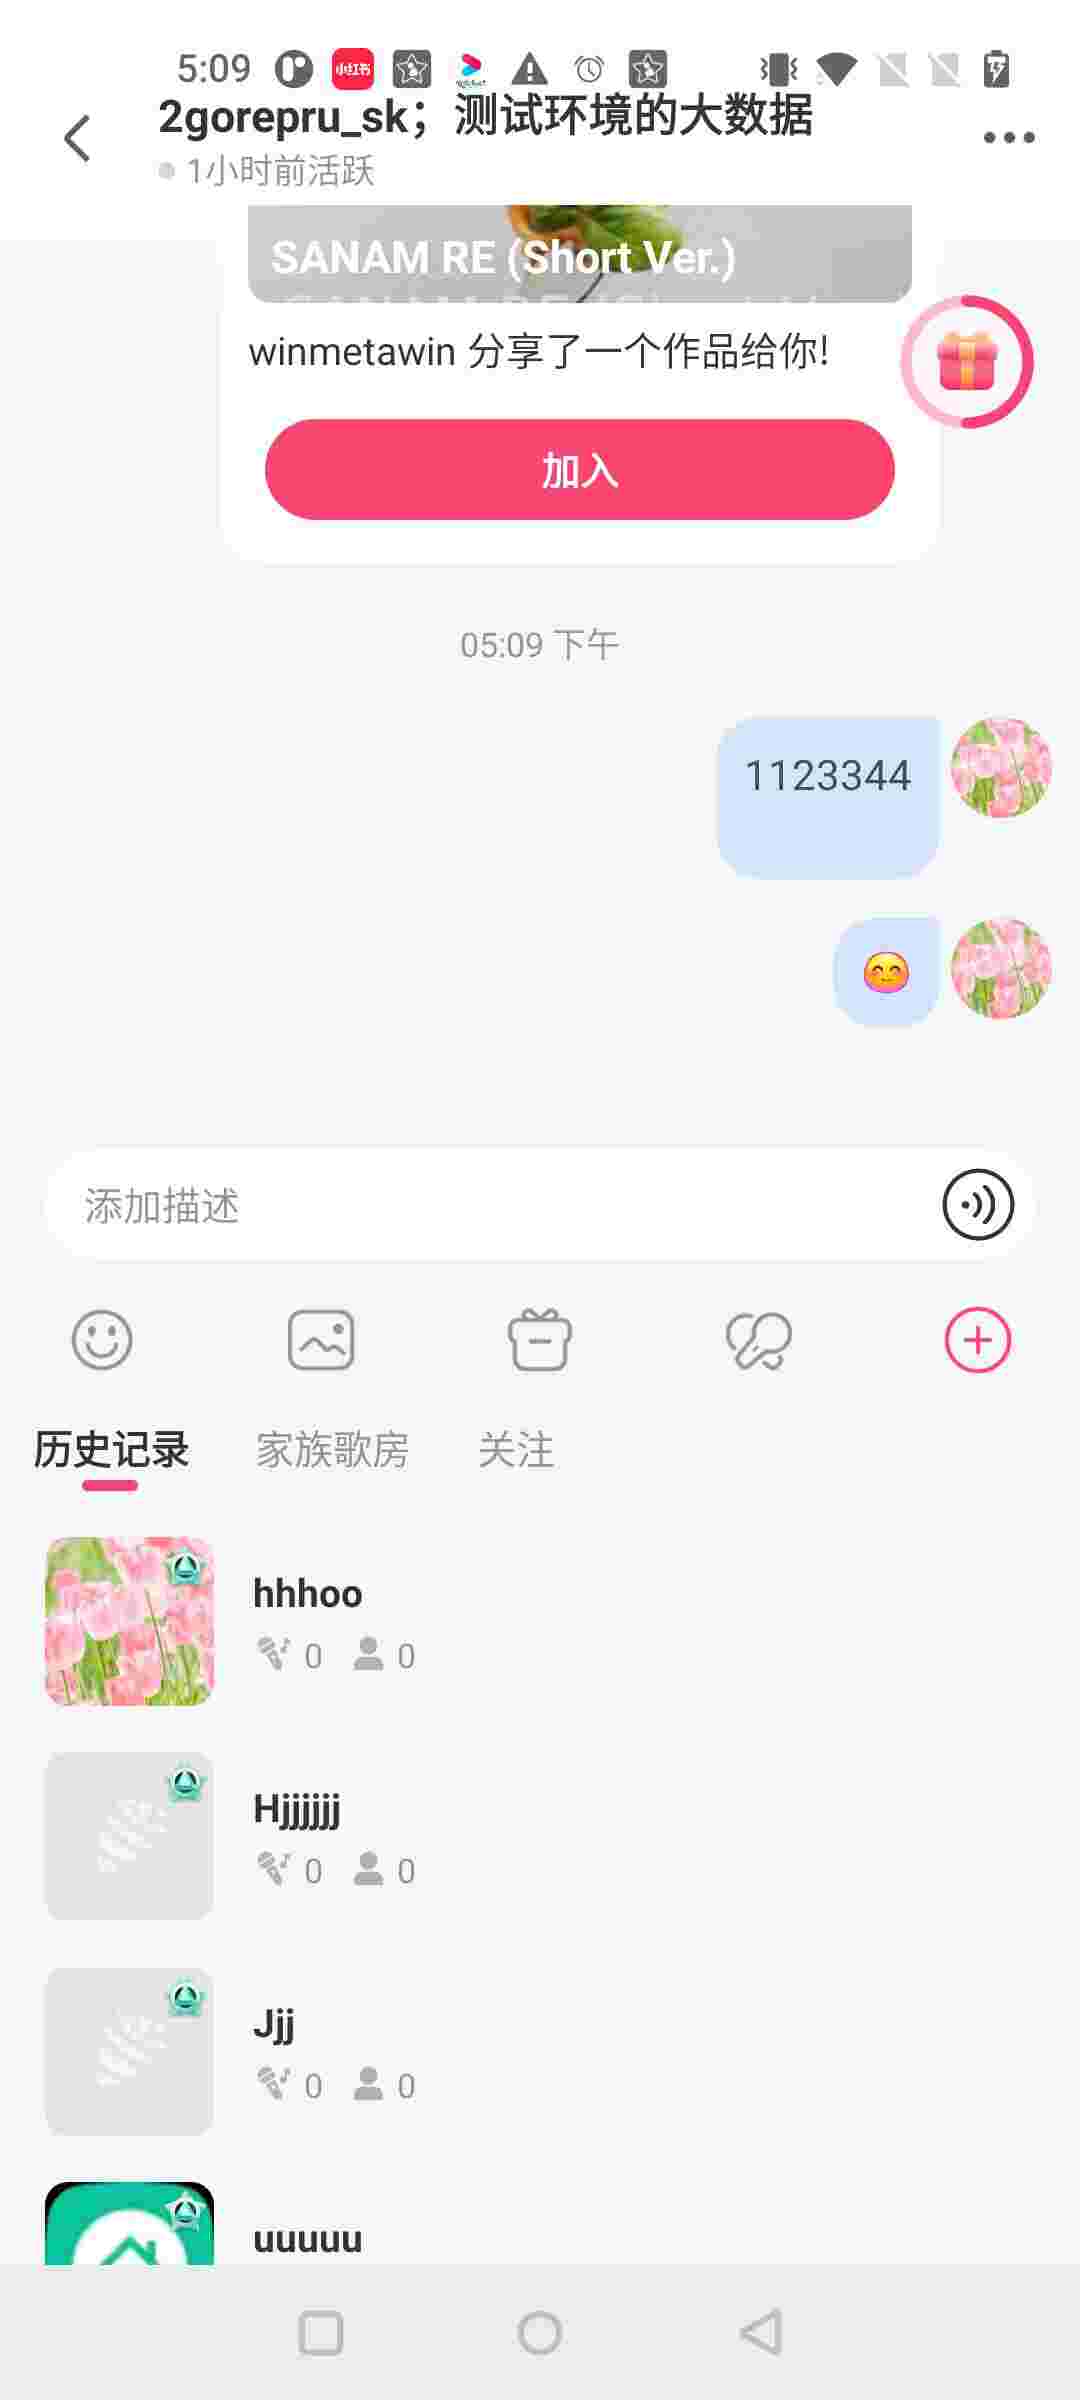 5:09
小红书
2gorepru_sk；测试环境的大数据
1小时前活跃
SANAM RE (Short Ver.)
winmetawin 分享了一个作品给你!
加入
05:09 下午
1123344
添加描述
历史记录 家族歌房 关注
hhhoo
0 0
Hjjjjjj
0 0
Jjj
0 0
uuuuu